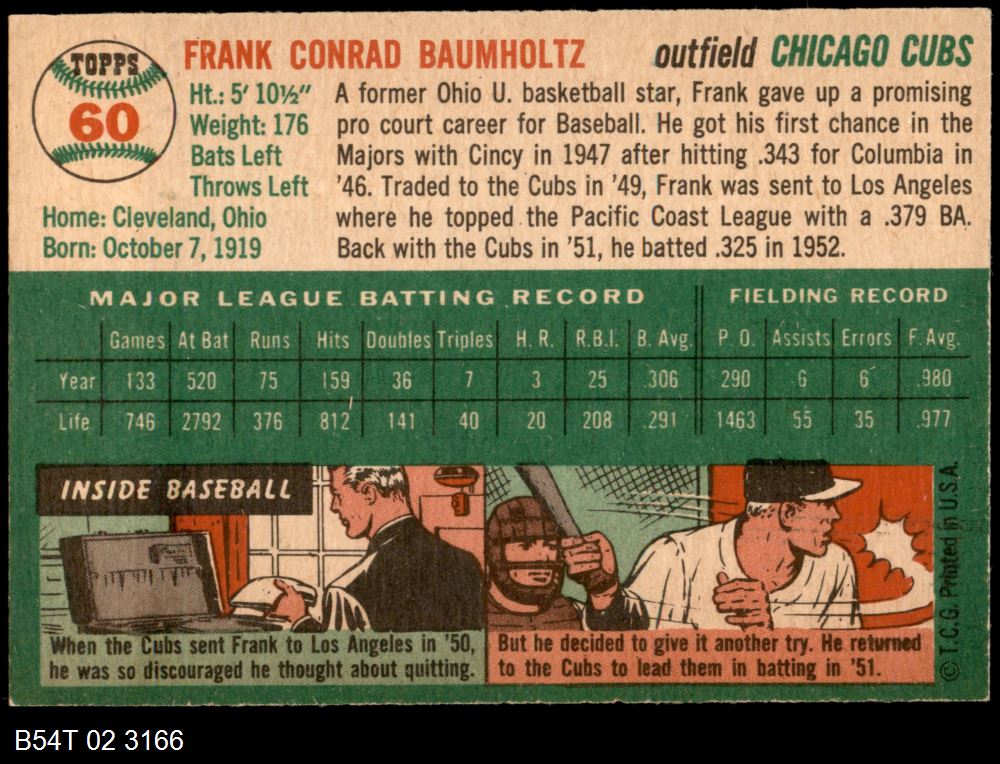 TOPPS
60
FRANK CONRAD BAUMHOLTZ outfield CHICAGO CUBS
Ht.: 5' 10½"
Weight: 176
Bats Left
Throws Left
Home: Cleveland, Ohio
Born: October 7, 1919
A former Ohio U. basketball star, Frank gave up a promising
pro court career for Baseball. He got his first chance in the
Majors with Cincy in 1947 after hitting .343 for Columbia in
'46. Traded to the Cubs in '49, Frank was sent to Los Angeles
where he topped the Pacific Coast League with a .379 BA.
Back with the Cubs in '51, he batted .325 in 1952.
MAJOR LEAGUE BATTING RECORD FIELDING RECORD
Games At Bat Runs Hits Doubles Triples H. R. R.B.I. B. Avg. P. O. Assists Errors F. Avg.
Year 133 520 75 159 36 7 3 25 .306 290 6 6 .980
Life 746 2792 376 812 141 40 20 208 .291 1463 55 35 .977
INSIDE BASEBALL
When the Cubs sent Frank to Los Angeles in '50,
he was so discouraged he thought about quitting.
But he decided to give it another try. He returned
to the Cubs to lead them in batting in '51.
© T.C.G. Printed in U.S.A.
B54T 02 3166